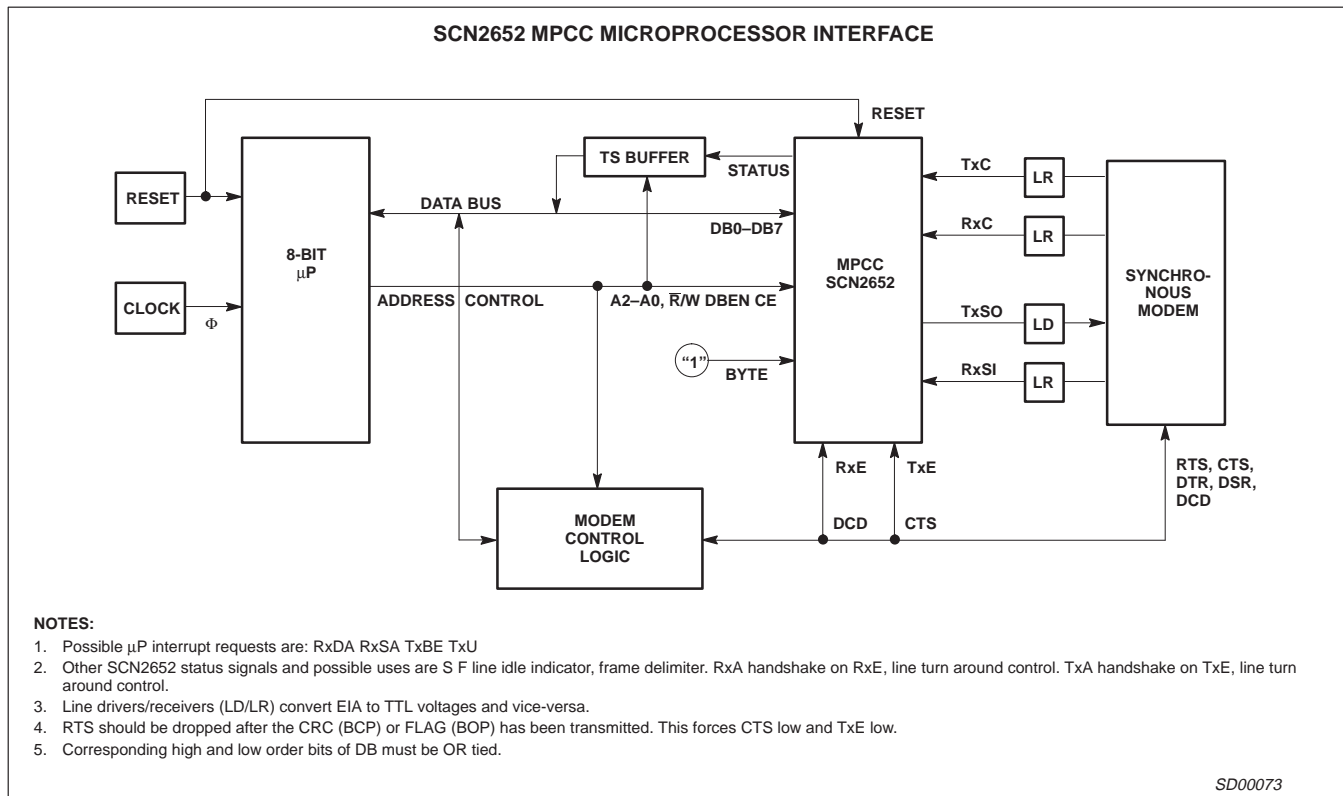 SCN2652 MPCC MICROPROCESSOR INTERFACE
RESET
TS BUFFER
STATUS
TxC
LR
RESET
DATA BUS
DB0–DB7
RxC
LR
8-BIT
μP
MPCC
SCN2652
SYNCHRO-
NOUS
MODEM
CLOCK
Φ
ADDRESS CONTROL
A2–A0, R̅/W DBEN CE
TxSO
LD
"1"
BYTE
RxSI
LR
RxE
TxE
RTS, CTS,
DTR, DSR,
DCD
MODEM
CONTROL
LOGIC
DCD
CTS
NOTES:
1. Possible μP interrupt requests are: RxDA RxSA TxBE TxU
2. Other SCN2652 status signals and possible uses are S F line idle indicator, frame delimiter. RxA handshake on RxE, line turn around control. TxA handshake on TxE, line turn
around control.
3. Line drivers/receivers (LD/LR) convert EIA to TTL voltages and vice-versa.
4. RTS should be dropped after the CRC (BCP) or FLAG (BOP) has been transmitted. This forces CTS low and TxE low.
5. Corresponding high and low order bits of DB must be OR tied.
SD00073